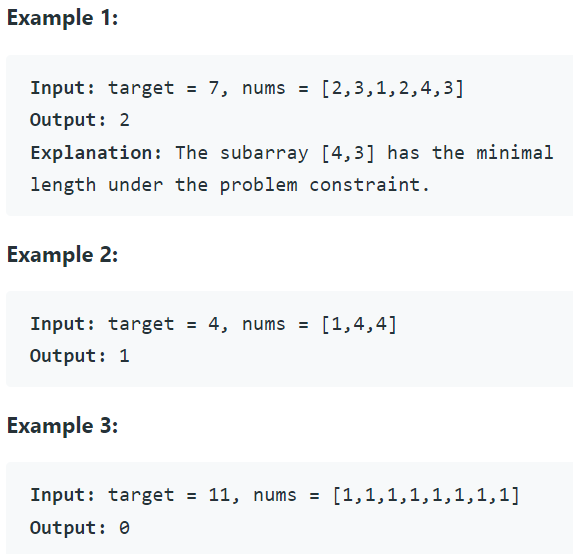 Example 1:
Input: target = 7, nums = [2,3,1,2,4,3]
Output: 2
Explanation: The subarray [4,3] has the minimal
length under the problem constraint.
Example 2:
Input: target = 4, nums = [1,4,4]
Output: 1
Example 3:
Input: target = 11, nums = [1,1,1,1,1,1,1,1]
Output: 0